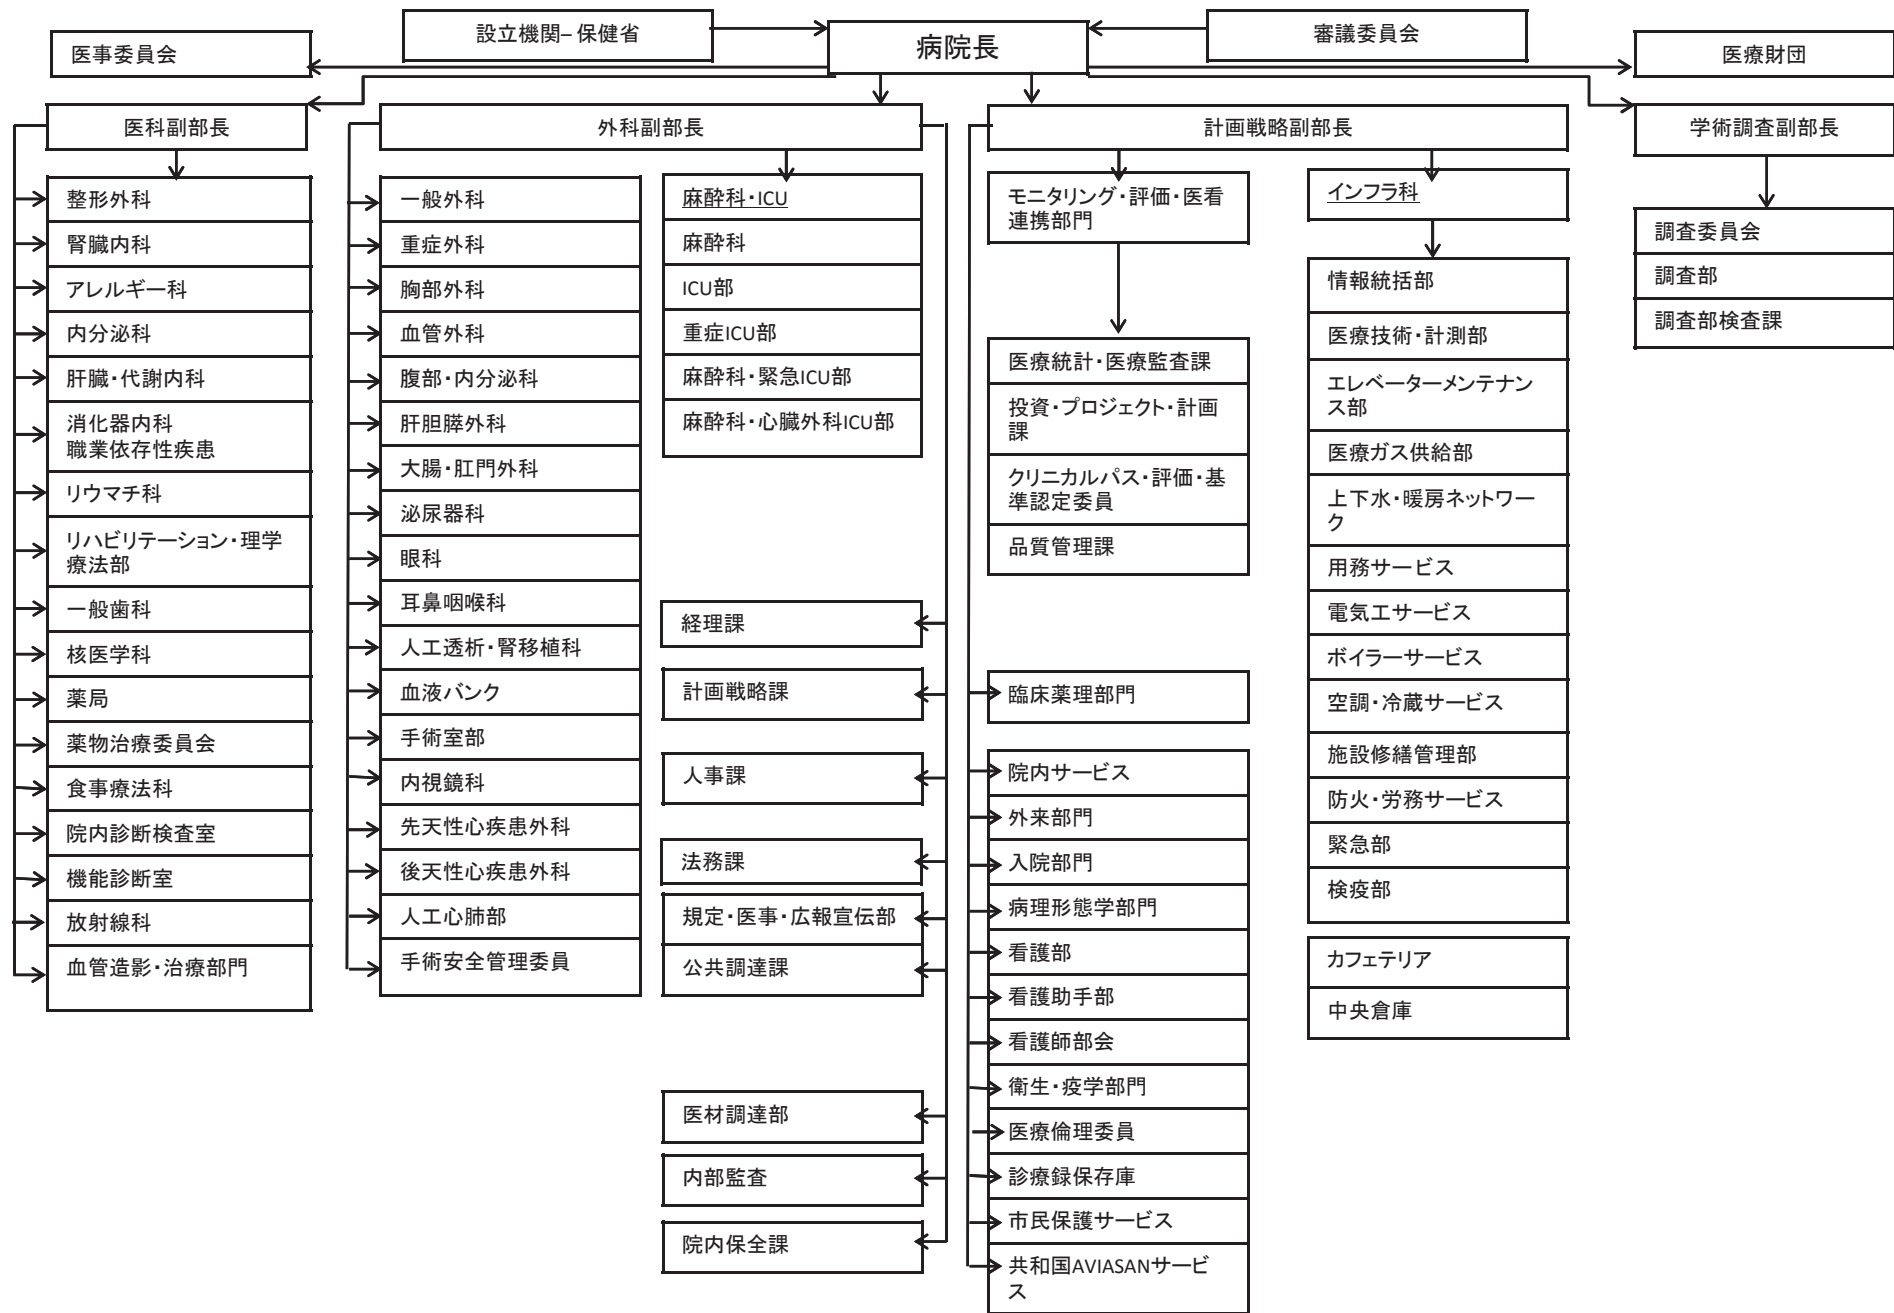 設立機関– 保健省
病院長
審議委員会
医事委員会
医療財団
医科副部長
外科副部長
計画戦略副部長
学術調査副部長
整形外科
腎臓内科
アレルギー科
内分泌科
肝臓・代謝内科
消化器内科
職業依存性疾患
リウマチ科
リハビリテーション・理学
療法部
一般歯科
核医学科
薬局
薬物治療委員会
食事療法科
院内診断検査室
機能診断室
放射線科
血管造影・治療部門
一般外科
重症外科
胸部外科
血管外科
腹部・内分泌科
肝胆膵外科
大腸・肛門外科
泌尿器科
眼科
耳鼻咽喉科
人工透析・腎移植科
血液バンク
手術室部
内視鏡科
先天性心疾患外科
後天性心疾患外科
人工心肺部
手術安全管理委員
麻酔科・ICU
麻酔科
ICU部
重症ICU部
麻酔科・緊急ICU部
麻酔科・心臓外科ICU部
経理課
計画戦略課
人事課
法務課
規定・医事・広報宣伝部
公共調達課
医材調達部
内部監査
院内保全課
モニタリング・評価・医看
連携部門
医療統計・医療監査課
投資・プロジェクト・計画
課
クリニカルパス・評価・基
準認定委員
品質管理課
臨床薬理部門
院内サービス
外来部門
入院部門
病理形態学部門
看護部
看護助手部
看護師部会
衛生・疫学部門
医療倫理委員
診療録保存庫
市民保護サービス
共和国AVIASANサービ
ス
インフラ科
情報統括部
医療技術・計測部
エレベーターメンテナン
ス部
医療ガス供給部
上下水・暖房ネットワー
ク
用務サービス
電気工サービス
ボイラーサービス
空調・冷蔵サービス
施設修繕管理部
防火・労務サービス
緊急部
検疫部
カフェテリア
中央倉庫
調査委員会
調査部
調査部検査課